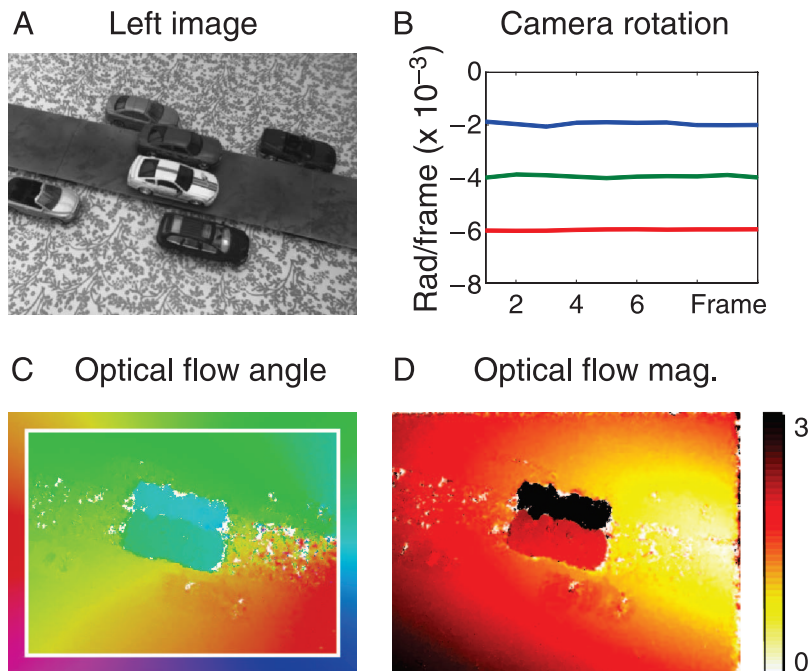 A Left image
B Camera rotation
Rad/frame (x 10⁻³)
0
−2
−4
−6
−8
2 4 6 Frame
C Optical flow angle
D Optical flow mag.
3
0